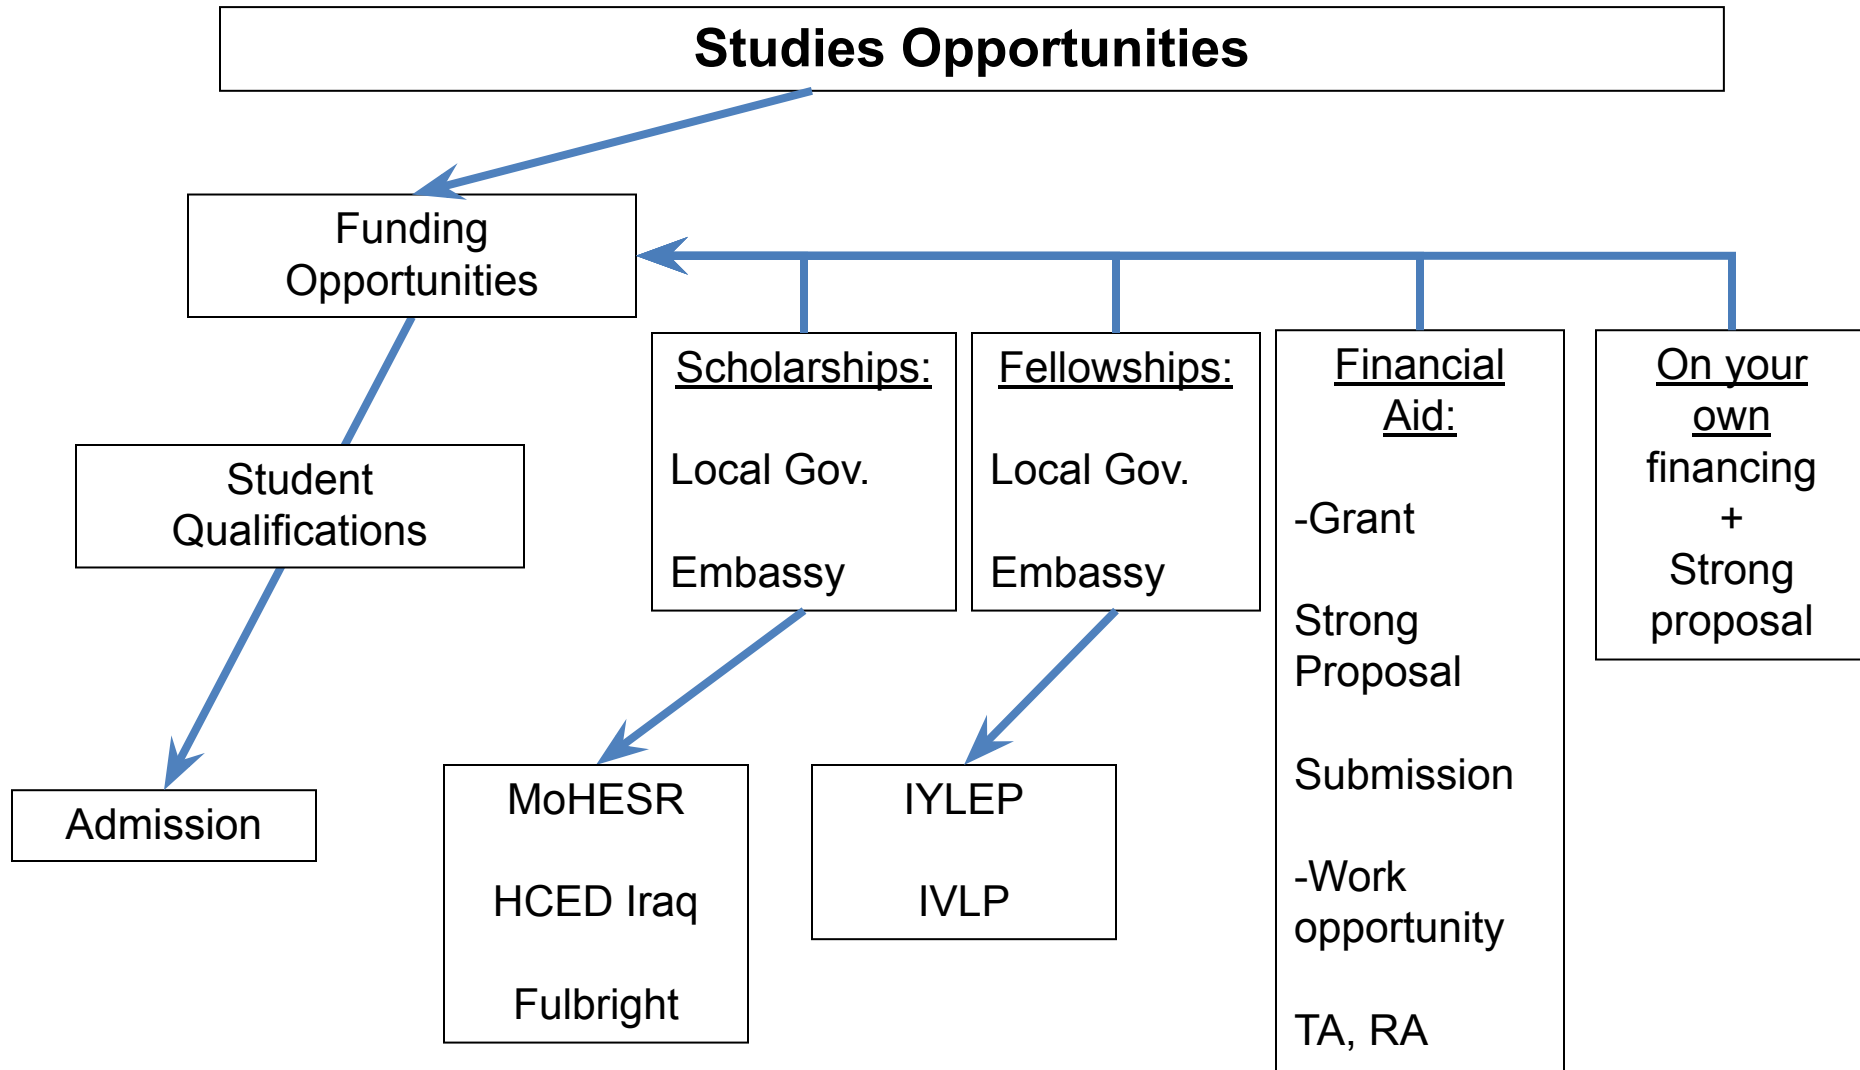 Studies Opportunities
Funding
Opportunities
Student
Qualifications
Admission
Scholarships:
Local Gov.
Embassy
MoHESR
HCED Iraq
Fulbright
Fellowships:
Local Gov.
Embassy
IYLEP
IVLP
Financial
Aid:
-Grant
Strong
Proposal
Submission
-Work
opportunity
TA, RA
On your
own
financing
+
Strong
proposal